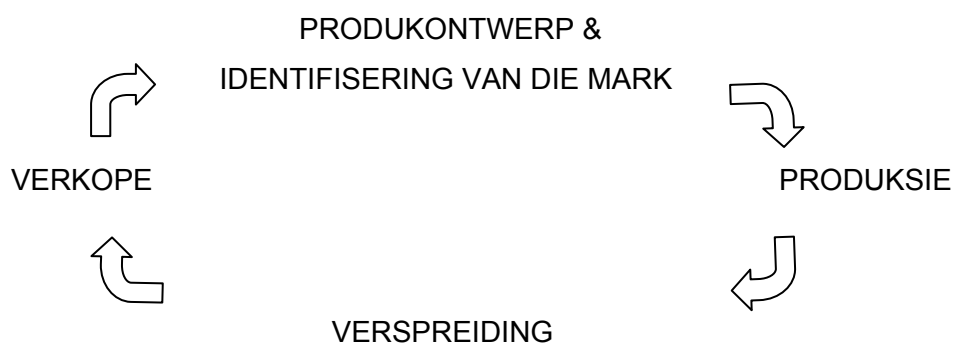 PRODUKONTWERP &
IDENTIFISERING VAN DIE MARK
VERKOPE
PRODUKSIE
VERSPREIDING